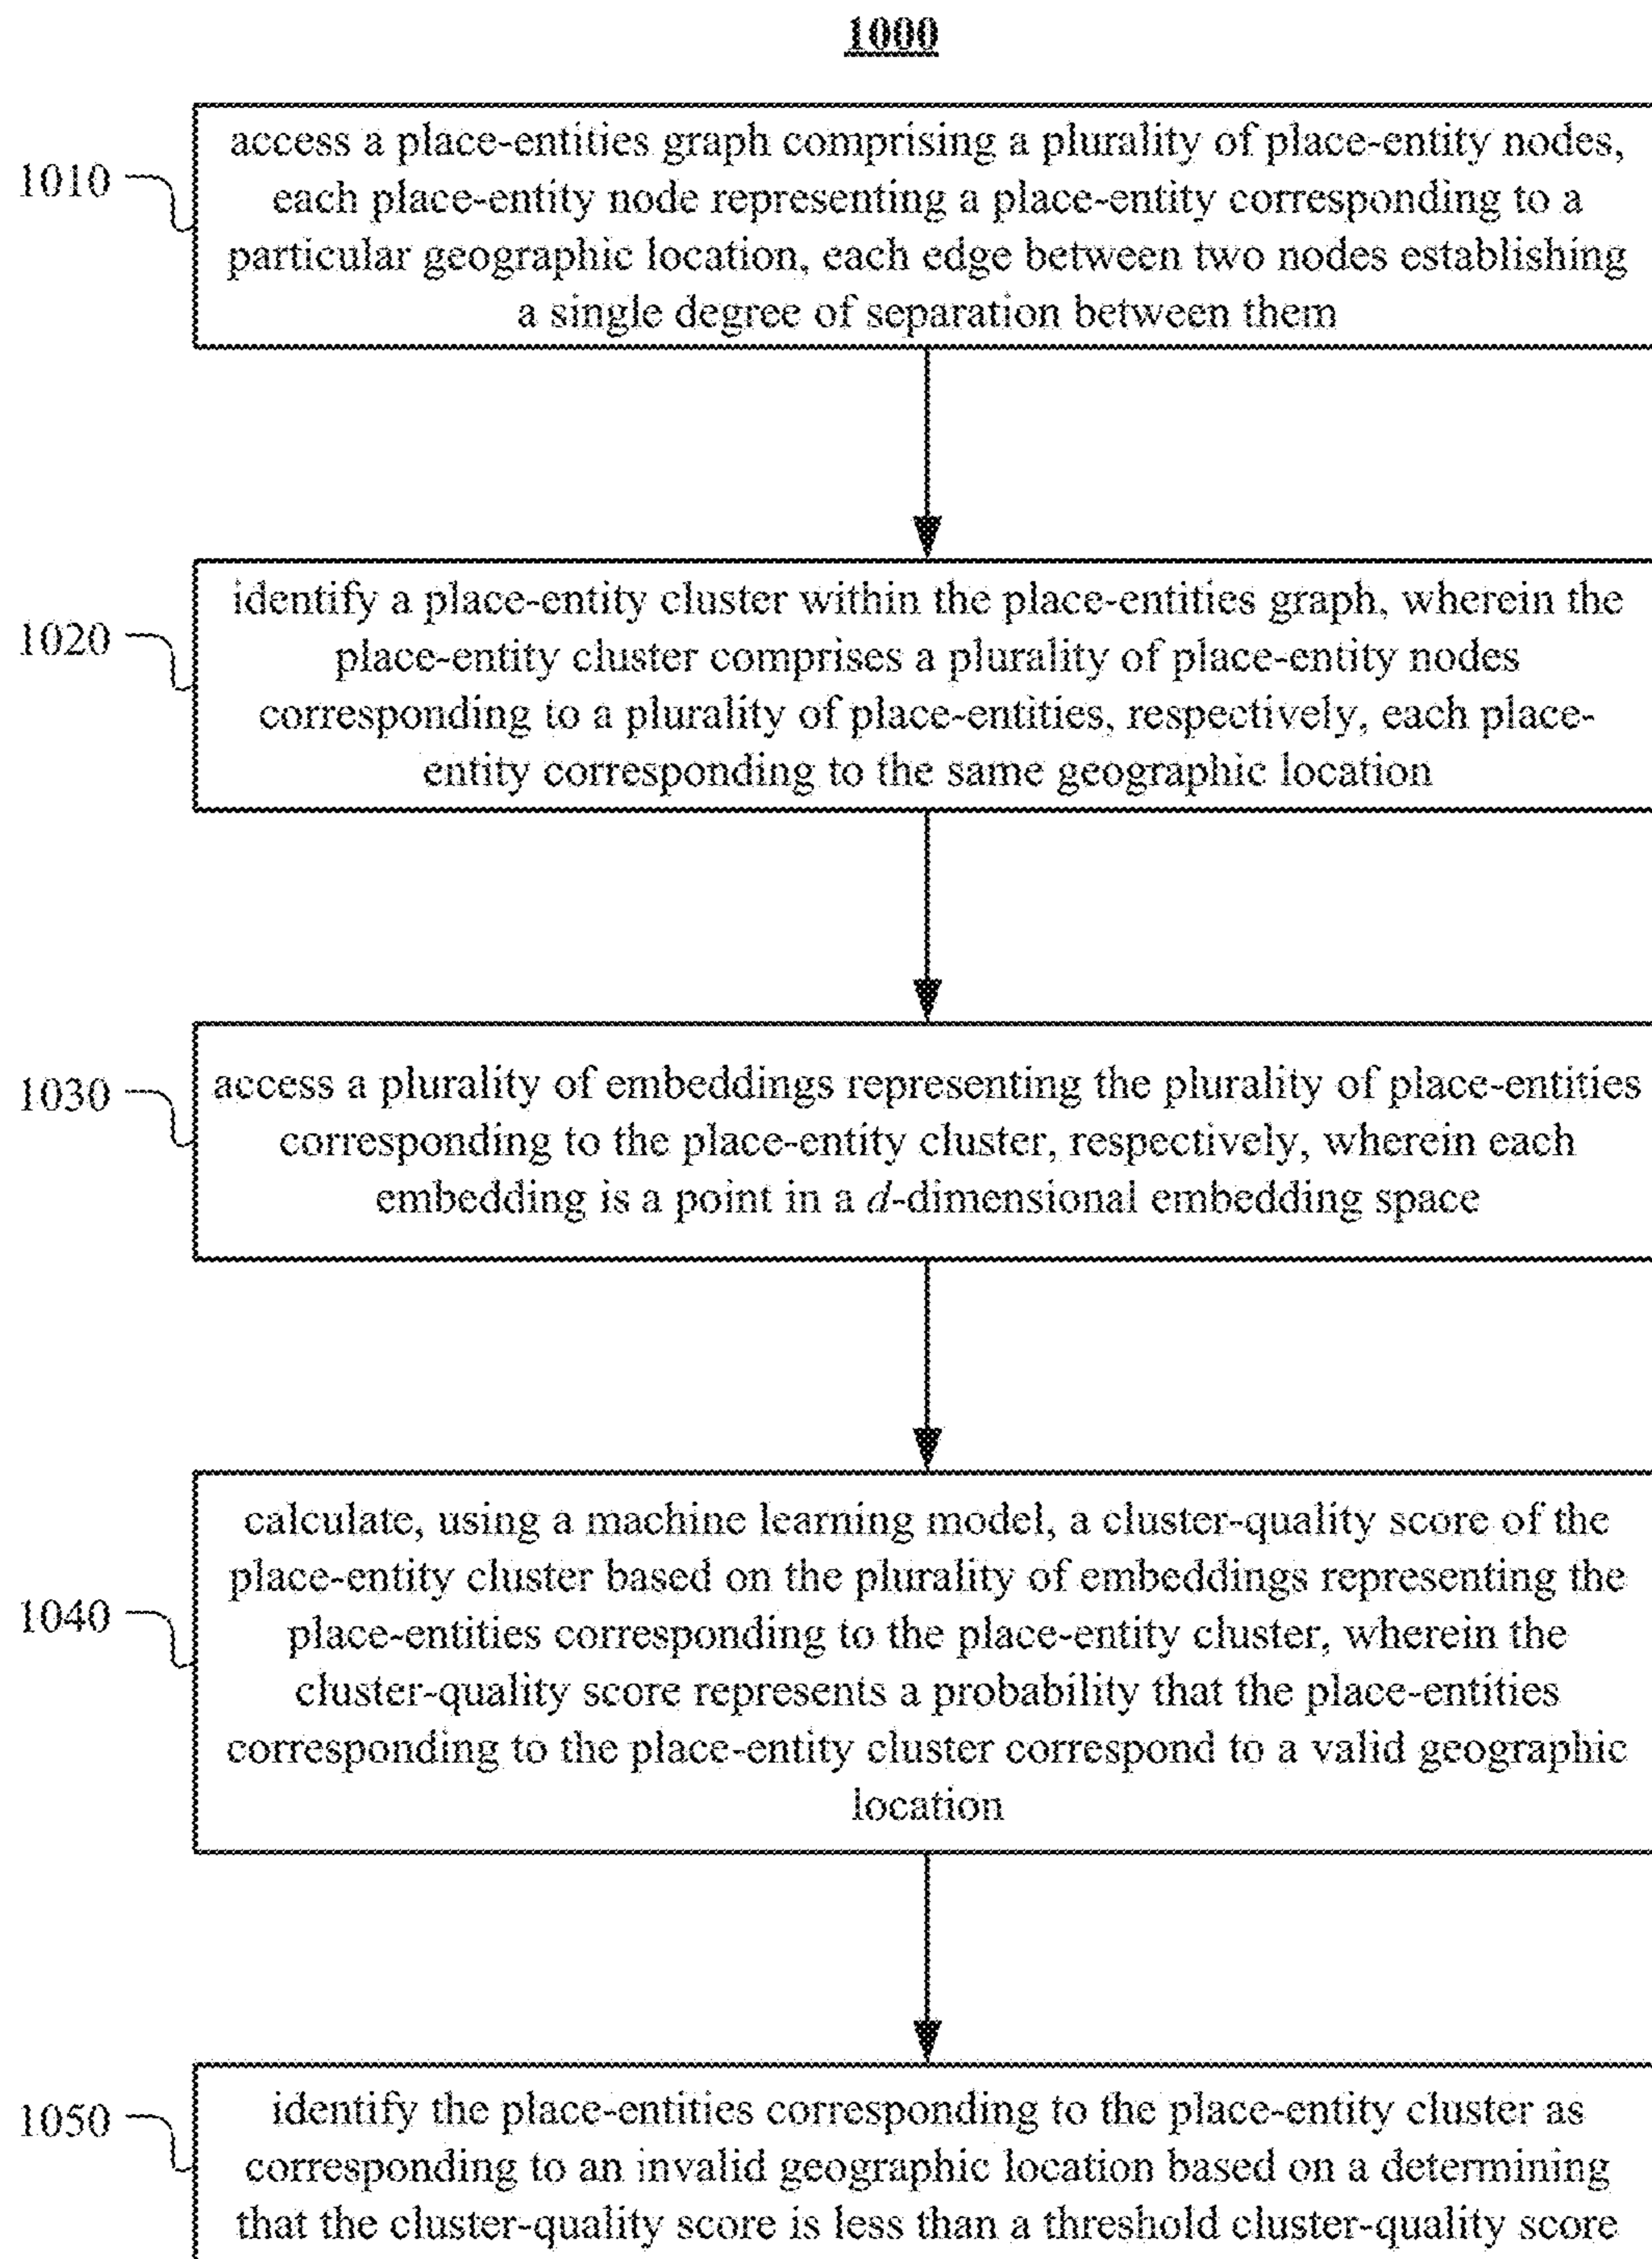 1000
1010
access a place-entities graph comprising a plurality of place-entity nodes,
each place-entity node representing a place-entity corresponding to a
particular geographic location, each edge between two nodes establishing
a single degree of separation between them
1020
identify a place-entity cluster within the place-entities graph, wherein the
place-entity cluster comprises a plurality of place-entity nodes
corresponding to a plurality of place-entities, respectively, each place-
entity corresponding to the same geographic location
1030
access a plurality of embeddings representing the plurality of place-entities
corresponding to the place-entity cluster, respectively, wherein each
embedding is a point in a d-dimensional embedding space
1040
calculate, using a machine learning model, a cluster-quality score of the
place-entity cluster based on the plurality of embeddings representing the
place-entities corresponding to the place-entity cluster, wherein the
cluster-quality score represents a probability that the place-entities
corresponding to the place-entity cluster correspond to a valid geographic
location
1050
identify the place-entities corresponding to the place-entity cluster as
corresponding to an invalid geographic location based on a determining
that the cluster-quality score is less than a threshold cluster-quality score